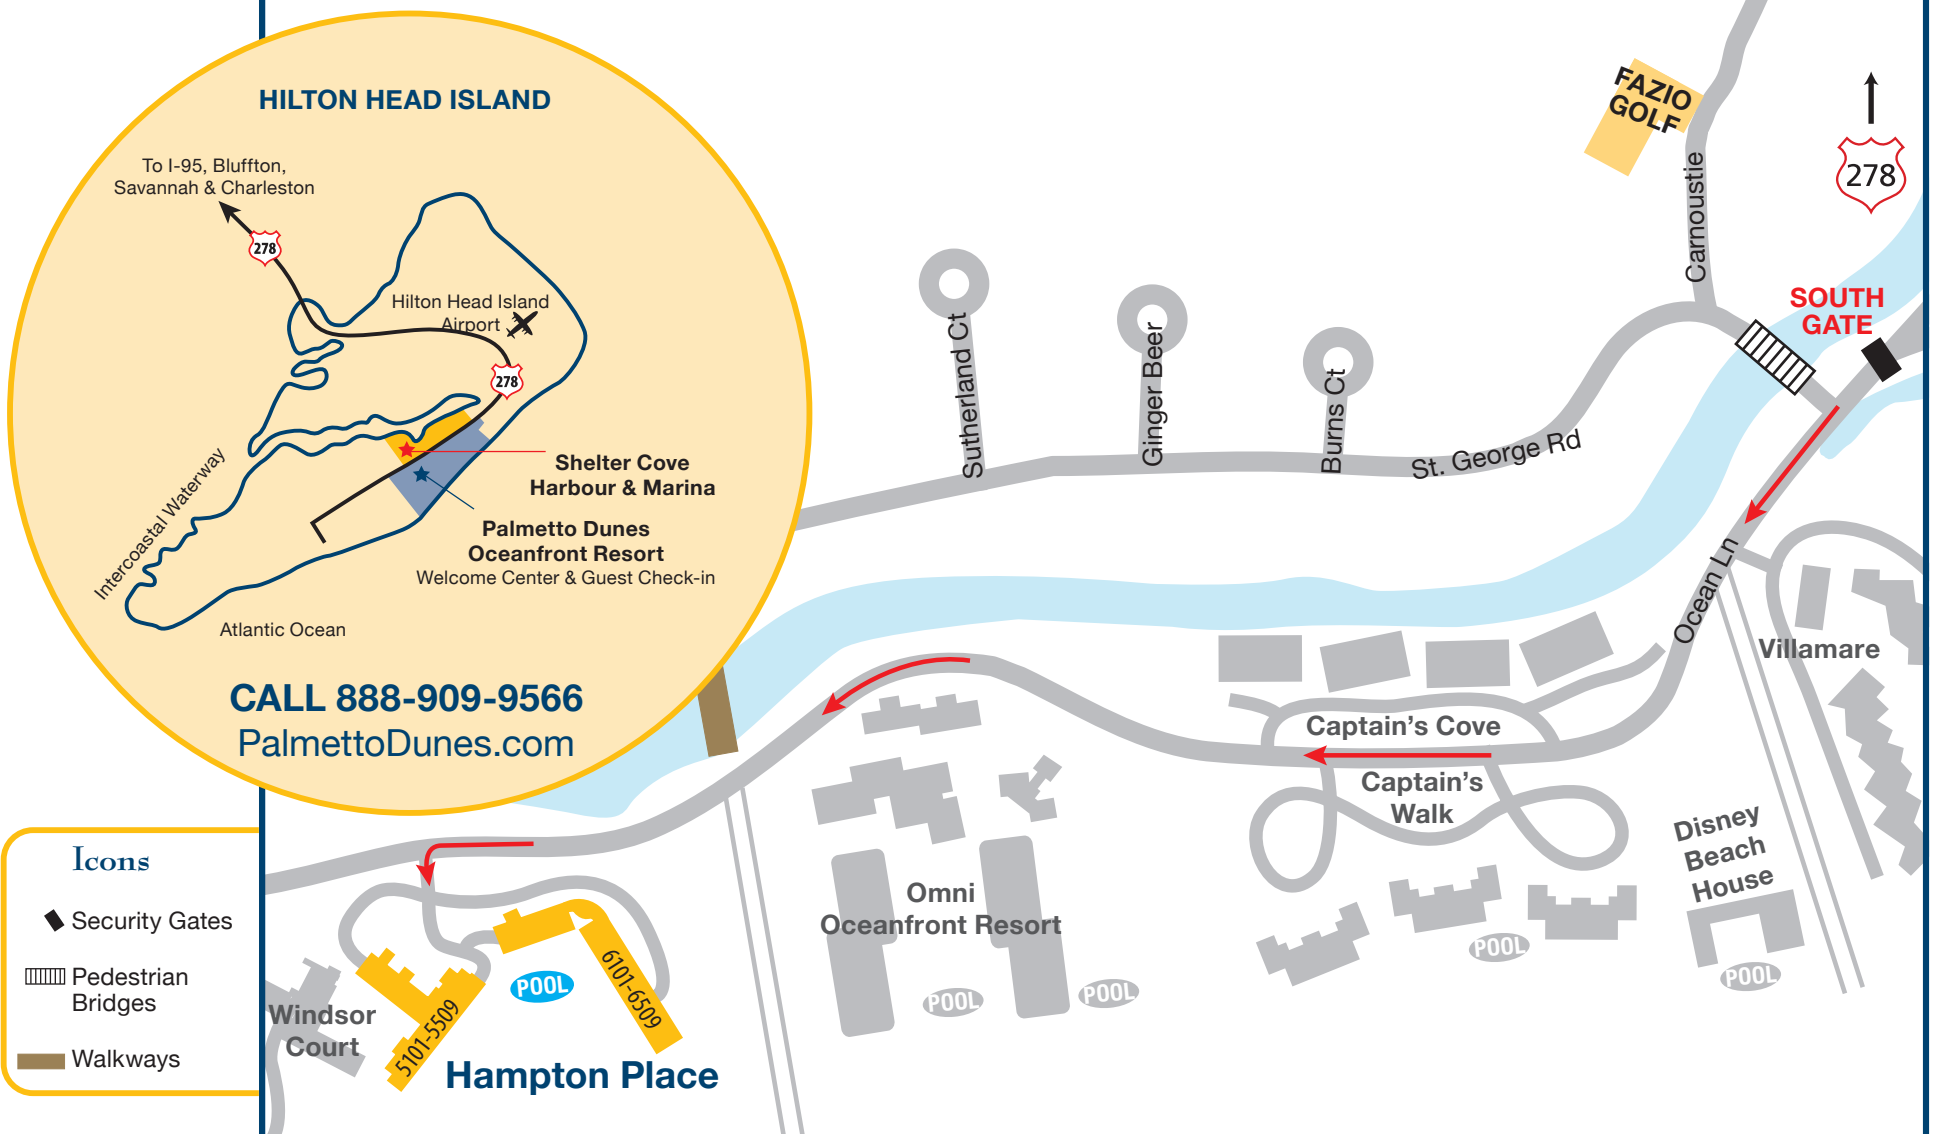 HILTON HEAD ISLAND
To I-95, Bluffton,
Savannah & Charleston
278
Hilton Head Island
Airport
278
Shelter Cove
Harbour & Marina
Palmetto Dunes
Oceanfront Resort
Welcome Center & Guest Check-in
Intercoastal Waterway
Atlantic Ocean
CALL 888-909-9566
PalmettoDunes.com
Icons
Security Gates
Pedestrian
Bridges
Walkways
FAZIO
GOLF
278
Carnoustie
SOUTH
GATE
Sutherland Ct
Ginger Beer
Burns Ct
St. George Rd
Ocean Ln
Villamare
Captain's Cove
Captain's
Walk
Disney
Beach
House
POOL
POOL
Omni
Oceanfront Resort
POOL
POOL
6101-6509
POOL
5101-5509
Windsor
Court
Hampton Place